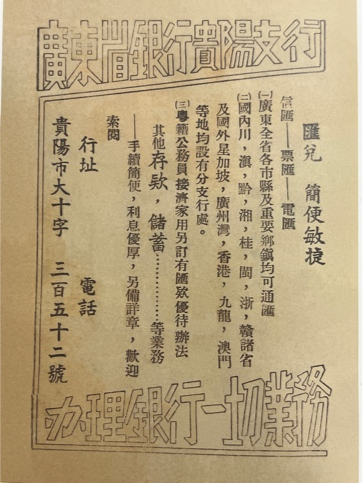 廣東省銀行貴陽支行
匯兌 簡便敏捷
信匯——票匯——電匯
㈠廣東全省各市縣及重要鄉鎭均可通匯
㈡國內川，滇，黔，湘，桂，閩，浙，贛諸省
及國外星加坡，廣州灣，香港，九龍，澳門
等地均設有分支行處。
㈢粵籍公務員接濟家用另訂有匯欵優待辦法
其他存欵，儲蓄……………等業務
——手續簡便，利息優厚，另備詳章，歡迎
索閱
行址 電話
貴陽市大十字 三百五十二號
办理銀行一切業務